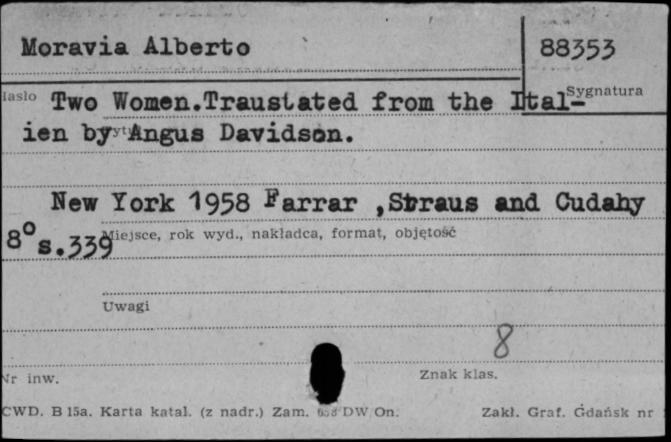 Moravia Alberto
88353
Hasło
Two Women.Traustated from the Ital-
Sygnatura
ien by Angus Davidson.
New York 1958 Farrar ,Straus and Cudahy
Miejsce, rok wyd., nakładca, format, objętość
8° s.339
Uwagi
8
Nr inw.
Znak klas.
CWD. B 15a. Karta katal. (z nadr.) Zam. DW On.
Zakł. Graf. Gdańsk nr